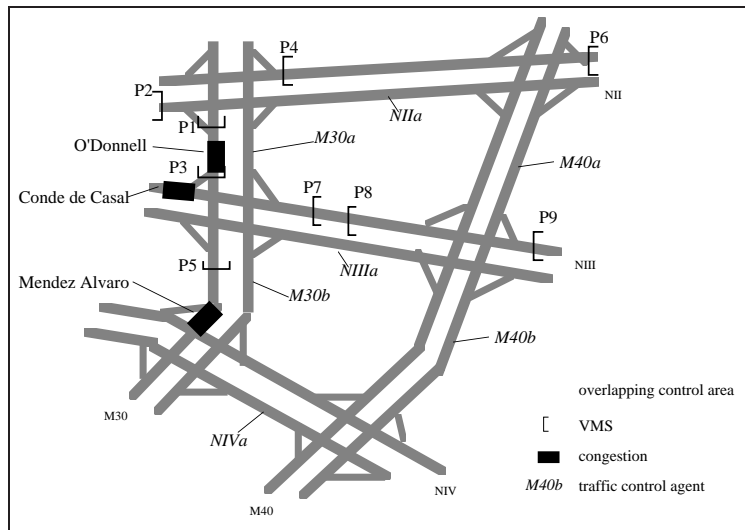 P4
P6
P2
NII
NIIa
P1
M30a
O'Donnell
M40a
P3
P7
P8
Conde de Casal
P9
P5
NIII
NIIIa
Mendez Alvaro
M30b
M40b
overlapping control area
M30
VMS
NIVa
congestion
NIV
M40b traffic control agent
M40